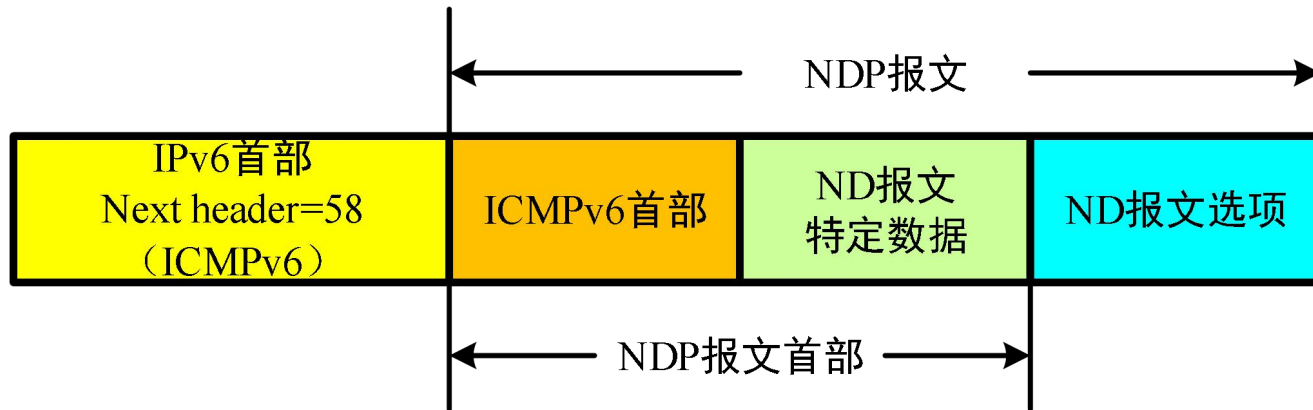 NDP报文
IPv6首部
Next header=58
（ICMPv6）
ICMPv6首部
ND报文
特定数据
ND报文选项
NDP报文首部